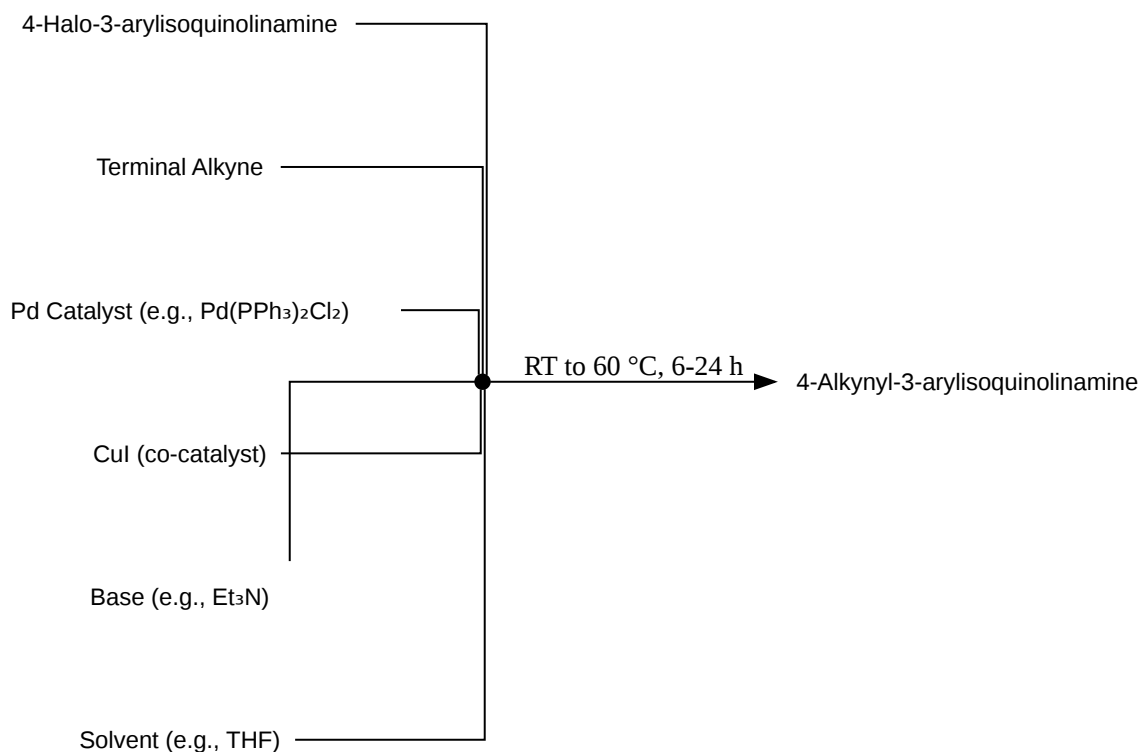 4-Halo-3-arylisoquinolinamine
Terminal Alkyne
Pd Catalyst (e.g., Pd(PPh₃)₂Cl₂)
RT to 60 °C, 6-24 h
4-Alkynyl-3-arylisoquinolinamine
CuI (co-catalyst)
Base (e.g., Et₃N)
Solvent (e.g., THF)